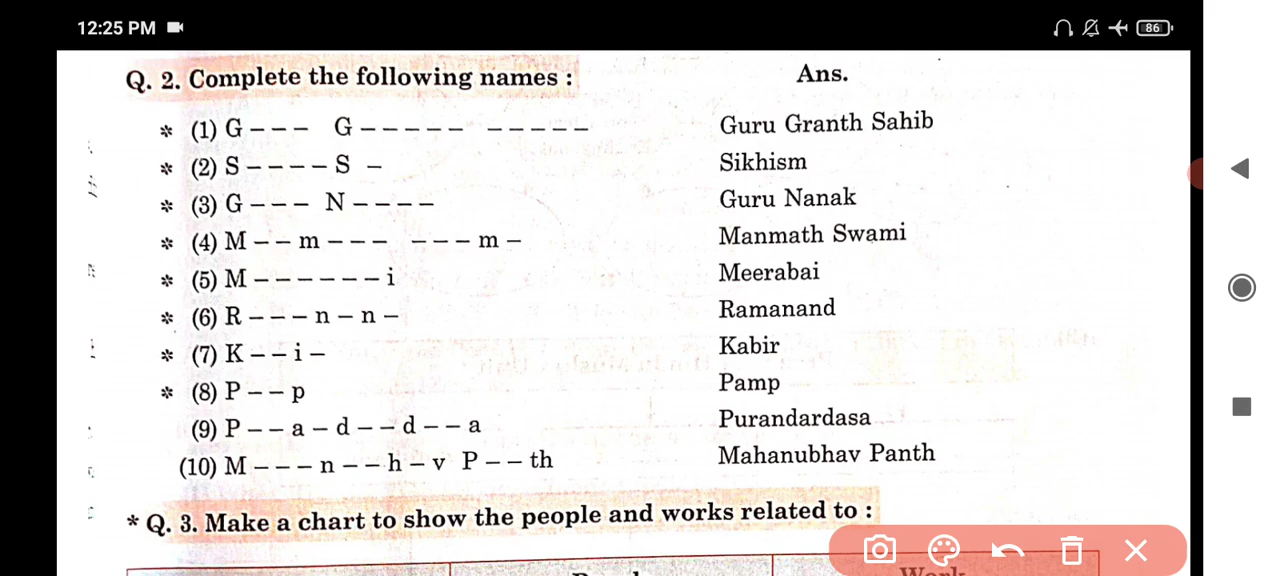 12:25 PM
86
Q. 2. Complete the following names : Ans.
* (1) G – – – G – – – – – – – – – – Guru Granth Sahib
* (2) S – – – – S – Sikhism
* (3) G – – – N – – – – Guru Nanak
* (4) M – – m – – – – – – m – Manmath Swami
* (5) M – – – – – – i Meerabai
* (6) R – – – n – n – Ramanand
* (7) K – – i – Kabir
* (8) P – – p Pamp
(9) P – – a – d – – d – – a Purandardasa
(10) M – – – n – – h – v P – – th Mahanubhav Panth
* Q. 3. Make a chart to show the people and works related to :